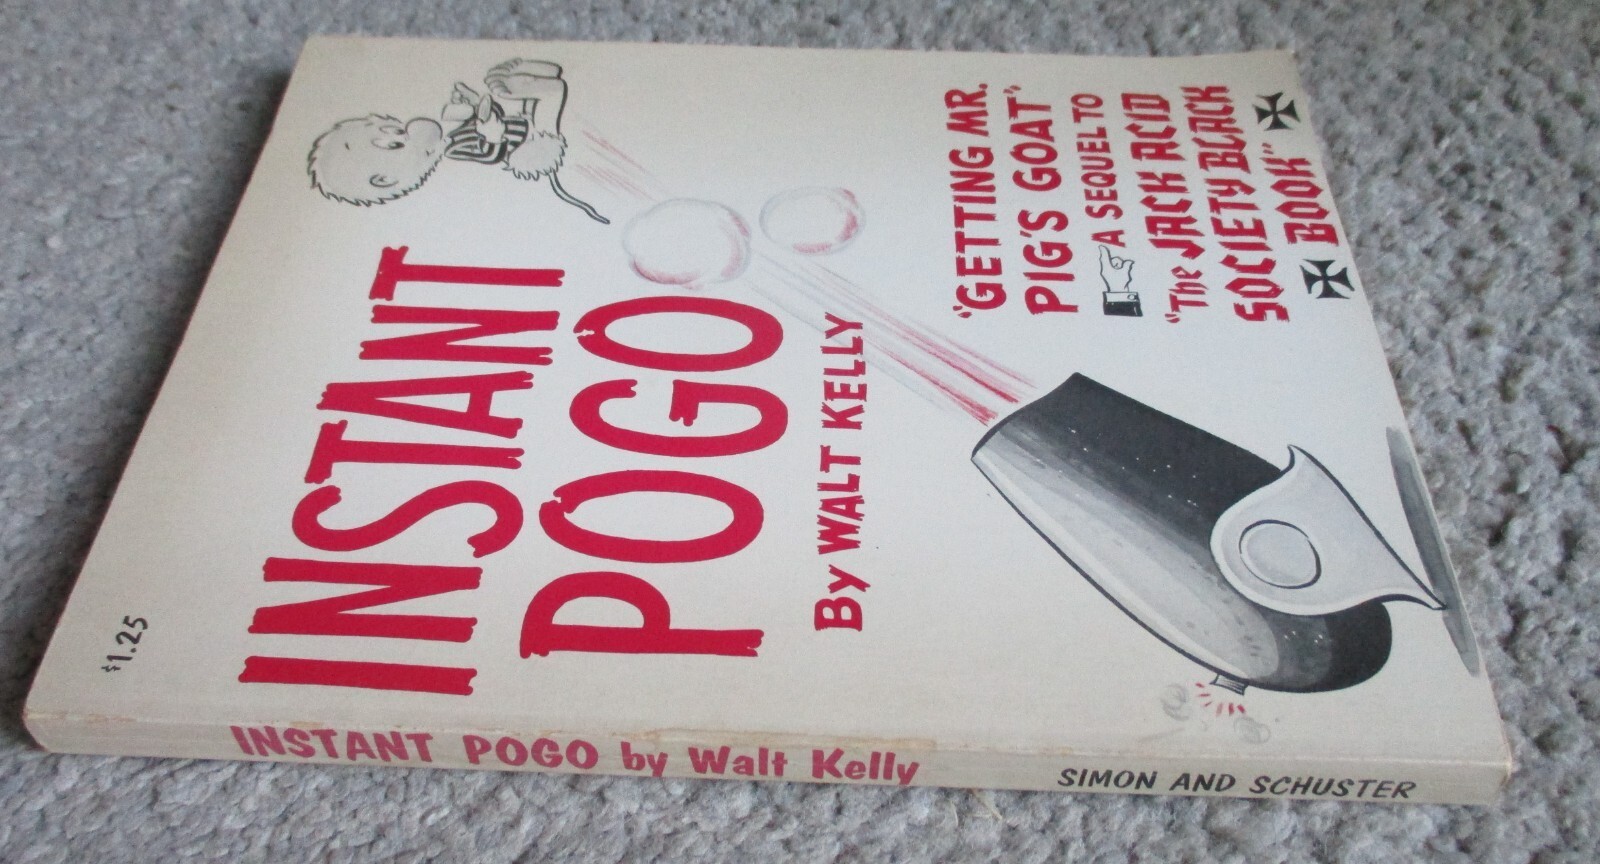 $1.25
INSTANT
POGO
By WALT KELLY
"GETTING MR.
PIG'S GOAT"
A SEQUEL TO
"The JACK ACID
SOCIETY BLACK
BOOK"
INSTANT POGO by Walt Kelly
SIMON AND SCHUSTER